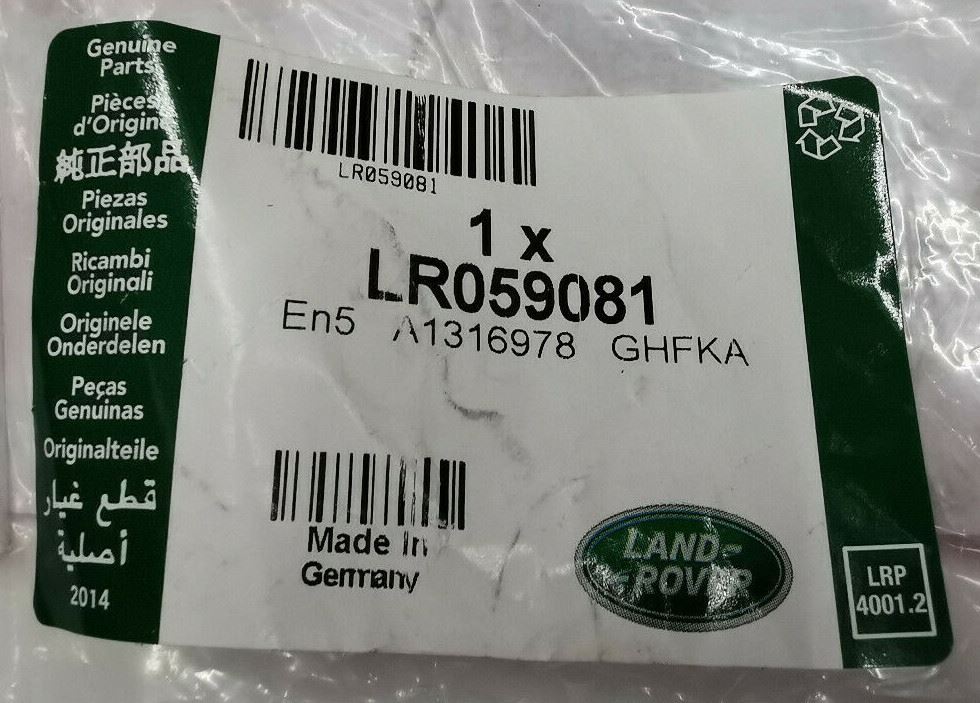 Genuine
Parts
Pièces
d'Origine
純正部品
Piezas
Originales
Ricambi
Originali
Originele
Onderdelen
Peças
Genuinas
Originalteile
قطع غيار
أصلية
2014
LR059081
1 x
LR059081
En5 A1316978 GHFKA
Made In
Germany
LAND
ROVER
LRP
4001.2